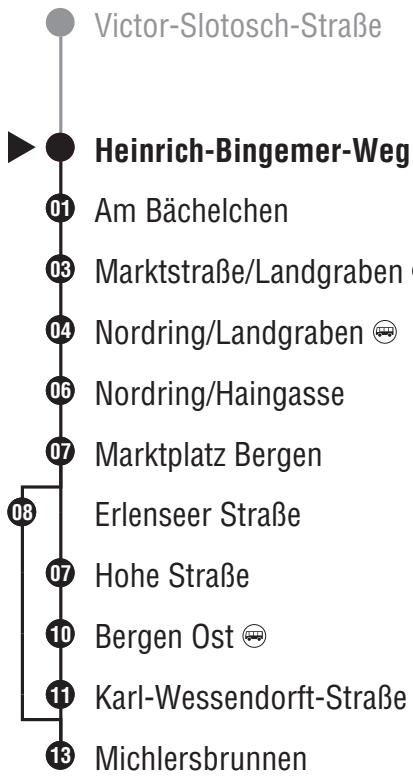 Victor-Slotosch-Straße
Heinrich-Bingemer-Weg
01 Am Bächelchen
03 Marktstraße/Landgraben
04 Nordring/Landgraben
06 Nordring/Haingasse
07 Marktplatz Bergen
08 Erlenseer Straße
07 Hohe Straße
10 Bergen Ost
11 Karl-Wessendorft-Straße
13 Michlersbrunnen